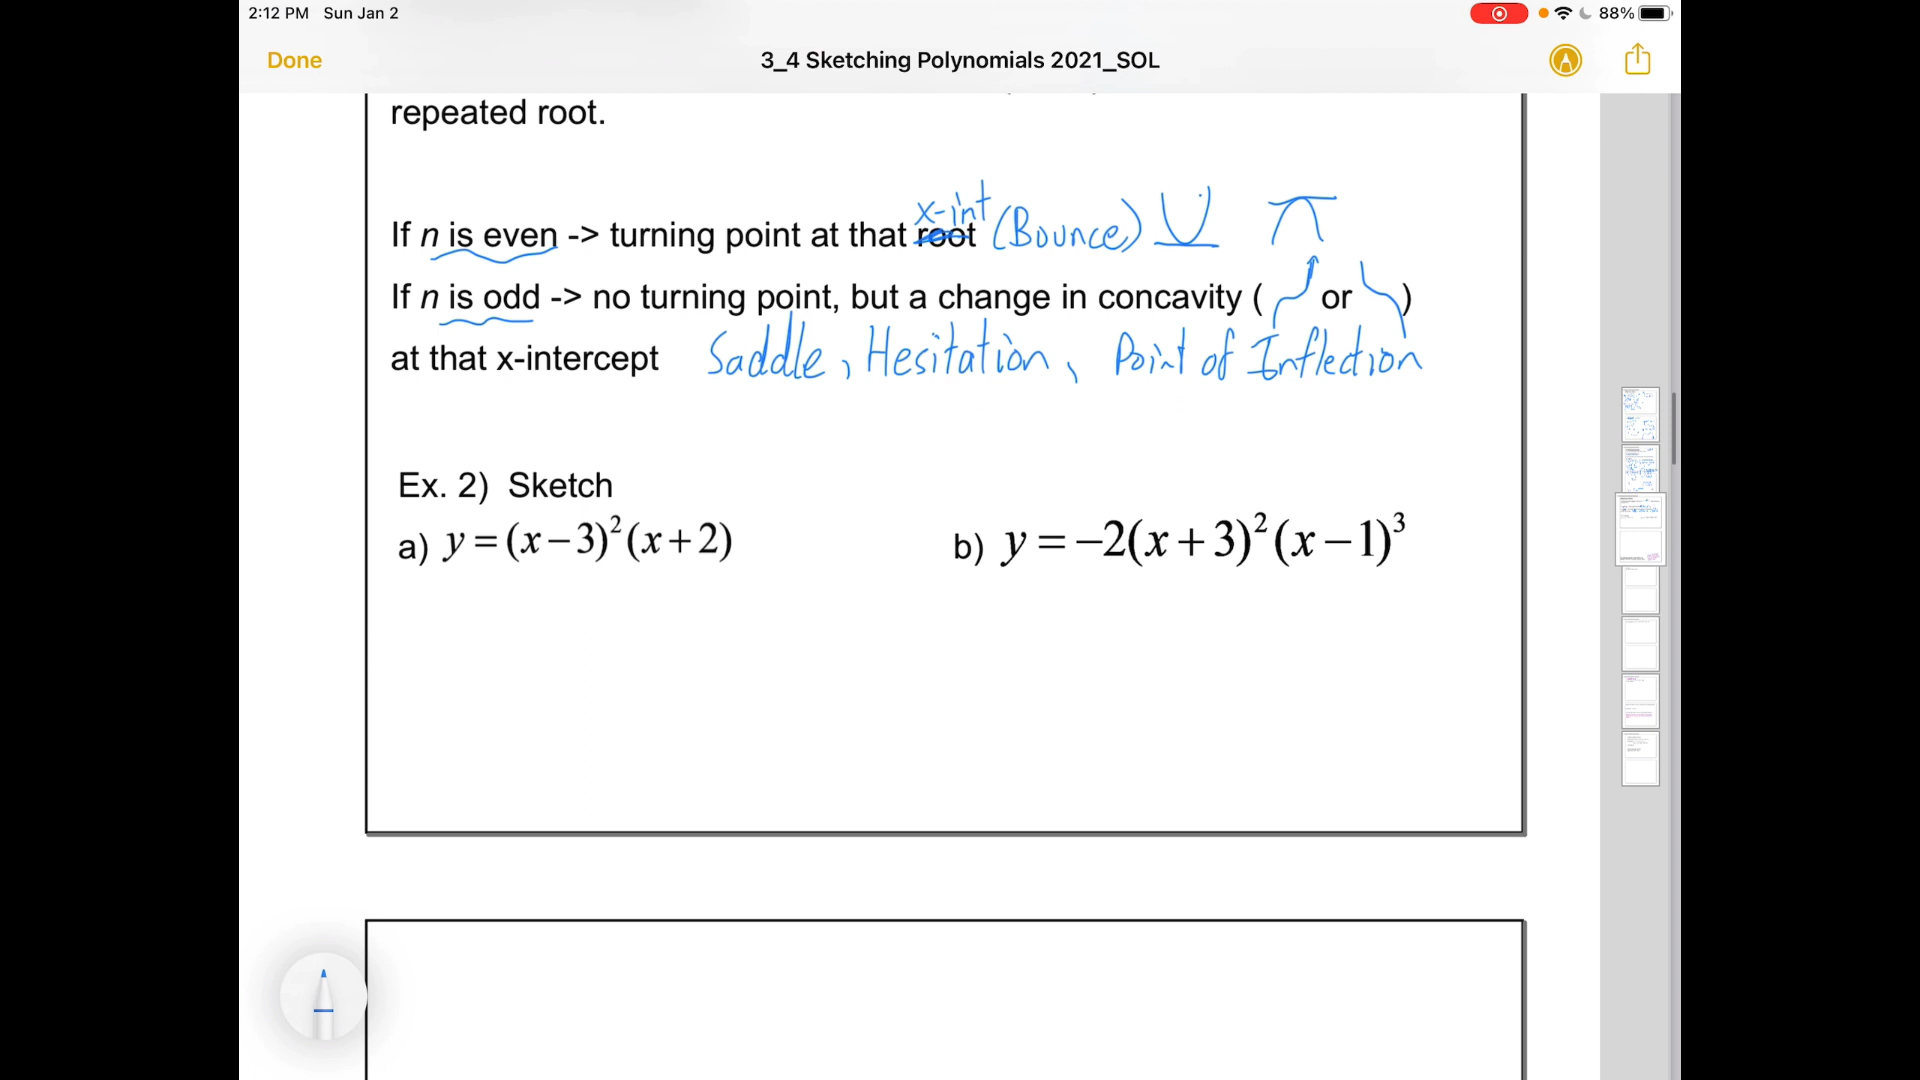 2:12 PM Sun Jan 2 88%
Done 3_4 Sketching Polynomials 2021_SOL
repeated root.
x-int
If n is even -> turning point at that root (Bounce)
If n is odd -> no turning point, but a change in concavity ( or )
at that x-intercept Saddle, Hesitation, Point of Inflection
Ex. 2) Sketch
a) y = (x − 3)²(x + 2) b) y = −2(x + 3)²(x − 1)³